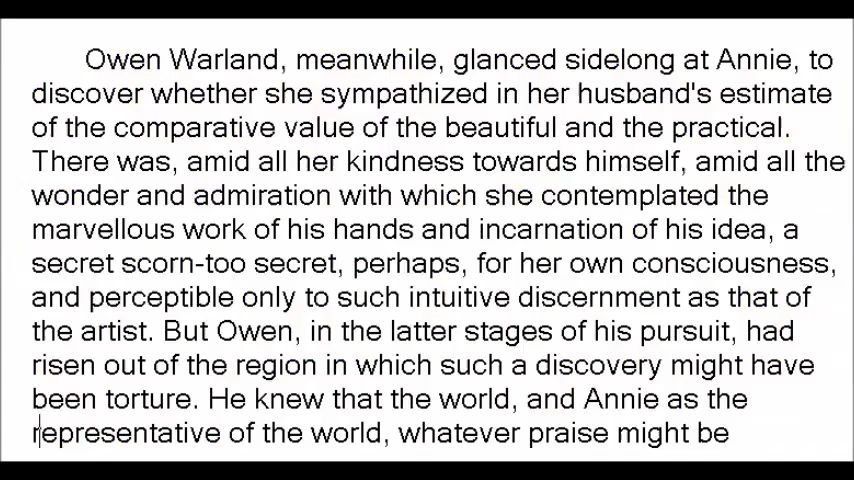 Owen Warland, meanwhile, glanced sidelong at Annie, to
discover whether she sympathized in her husband's estimate
of the comparative value of the beautiful and the practical.
There was, amid all her kindness towards himself, amid all the
wonder and admiration with which she contemplated the
marvellous work of his hands and incarnation of his idea, a
secret scorn-too secret, perhaps, for her own consciousness,
and perceptible only to such intuitive discernment as that of
the artist. But Owen, in the latter stages of his pursuit, had
risen out of the region in which such a discovery might have
been torture. He knew that the world, and Annie as the
representative of the world, whatever praise might be